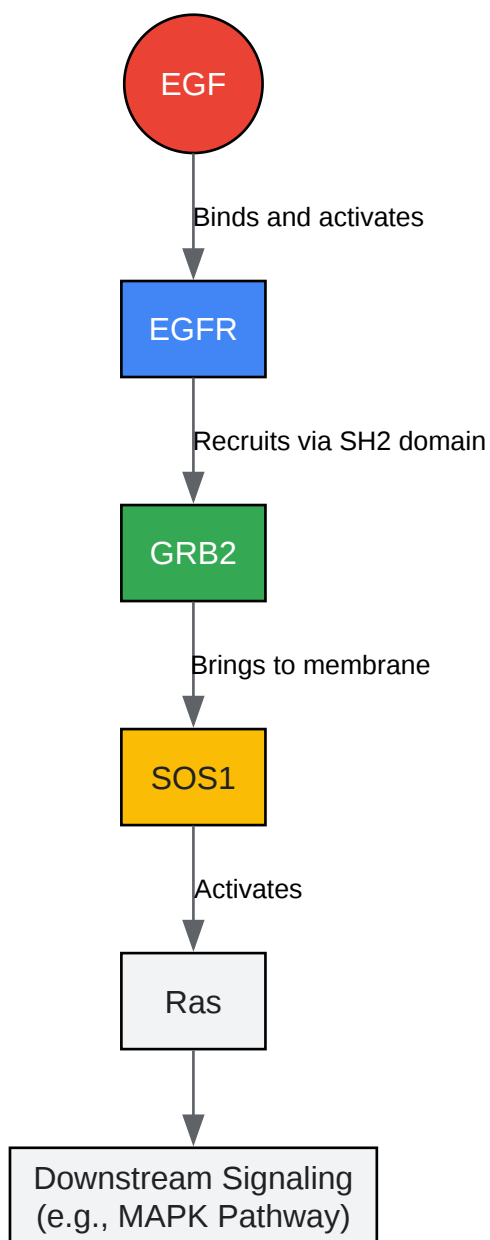 EGF
Binds and activates
EGFR
Recruits via SH2 domain
GRB2
Brings to membrane
SOS1
Activates
Ras
Downstream Signaling
(e.g., MAPK Pathway)